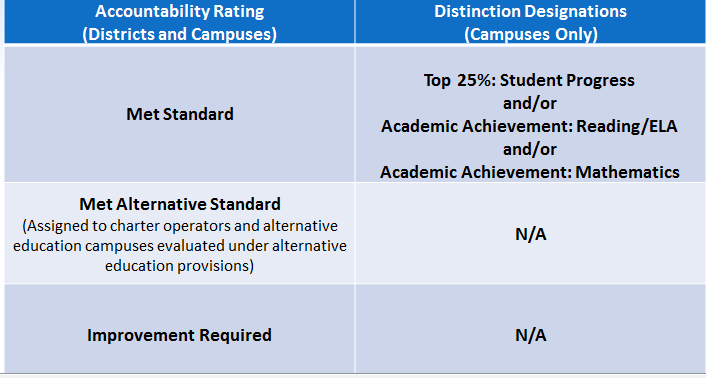 Accountability Rating
(Districts and Campuses)
Distinction Designations
(Campuses Only)
Met Standard
Top 25%: Student Progress
and/or
Academic Achievement: Reading/ELA
and/or
Academic Achievement: Mathematics
Met Alternative Standard
(Assigned to charter operators and alternative
education campuses evaluated under alternative
education provisions)
N/A
Improvement Required
N/A